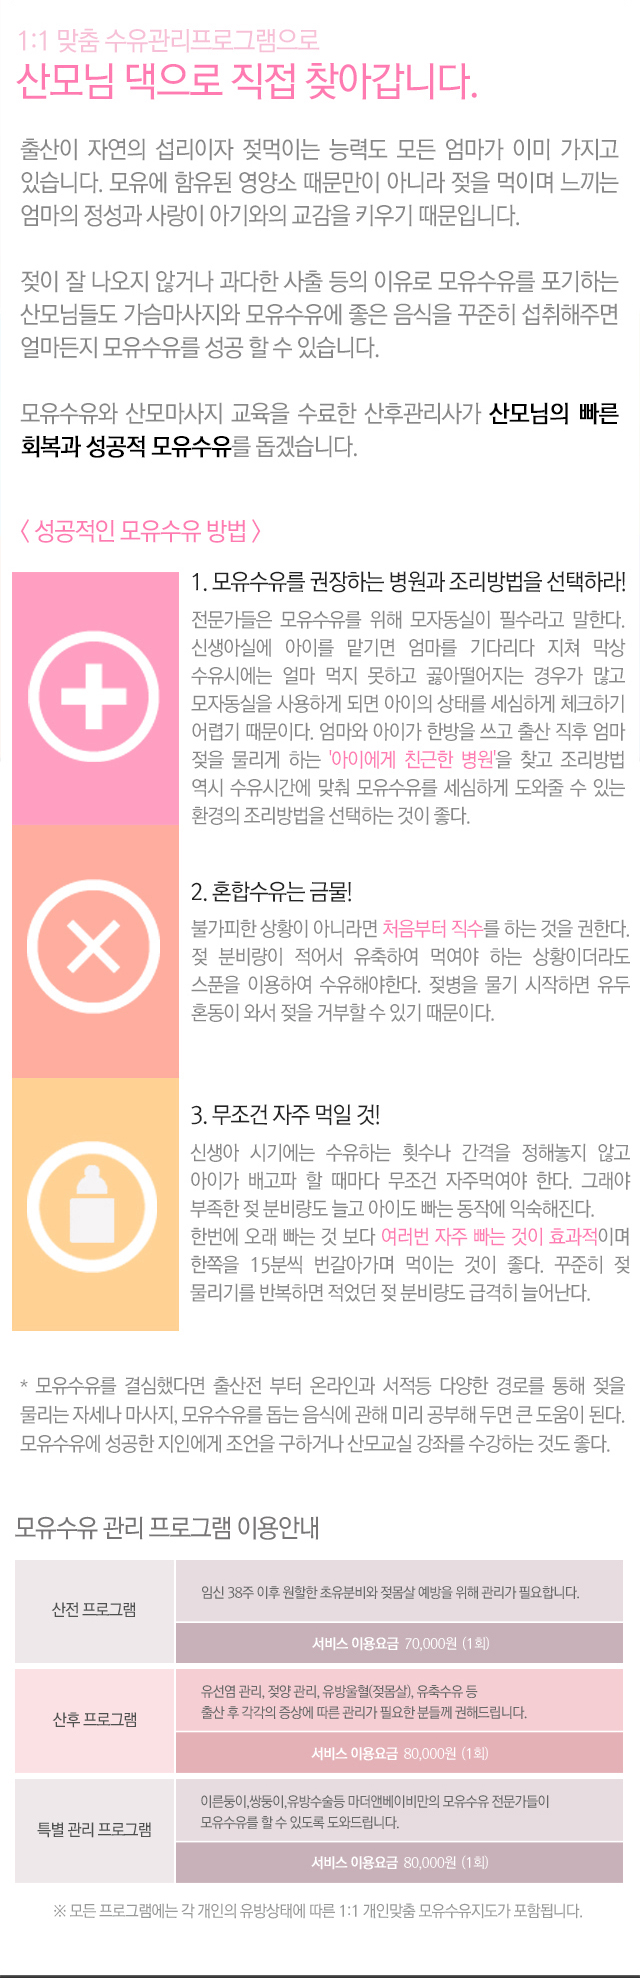 1:1 맞춤 수유관리프로그램으로
산모님 댁으로 직접 찾아갑니다.
출산이 자연의 섭리이자 젖먹이는 능력도 모든 엄마가 이미 가지고
있습니다. 모유에 함유된 영양소 때문만이 아니라 젖을 먹이며 느끼는
엄마의 정성과 사랑이 아기와의 교감을 키우기 때문입니다.
젖이 잘 나오지 않거나 과다한 사출 등의 이유로 모유수유를 포기하는
산모님들도 가슴마사지와 모유수유에 좋은 음식을 꾸준히 섭취해주면
얼마든지 모유수유를 성공 할 수 있습니다.
모유수유와 산모마사지 교육을 수료한 산후관리사가 산모님의 빠른
회복과 성공적 모유수유를 돕겠습니다.
〈 성공적인 모유수유 방법 〉
1. 모유수유를 권장하는 병원과 조리방법을 선택하라!
전문가들은 모유수유를 위해 모자동실이 필수라고 말한다.
신생아실에 아이를 맡기면 엄마를 기다리다 지쳐 막상
수유시에는 얼마 먹지 못하고 곯아떨어지는 경우가 많고
모자동실을 사용하게 되면 아이의 상태를 세심하게 체크하기
어렵기 때문이다. 엄마와 아이가 한방을 쓰고 출산 직후 엄마
젖을 물리게 하는 '아이에게 친근한 병원'을 찾고 조리방법
역시 수유시간에 맞춰 모유수유를 세심하게 도와줄 수 있는
환경의 조리방법을 선택하는 것이 좋다.
2. 혼합수유는 금물!
불가피한 상황이 아니라면 처음부터 직수를 하는 것을 권한다.
젖 분비량이 적어서 유축하여 먹여야 하는 상황이더라도
스푼을 이용하여 수유해야한다. 젖병을 물기 시작하면 유두
혼동이 와서 젖을 거부할 수 있기 때문이다.
3. 무조건 자주 먹일 것!
신생아 시기에는 수유하는 횟수나 간격을 정해놓지 않고
아이가 배고파 할 때마다 무조건 자주먹여야 한다. 그래야
부족한 젖 분비량도 늘고 아이도 빠는 동작에 익숙해진다.
한번에 오래 빠는 것 보다 여러번 자주 빠는 것이 효과적이며
한쪽을 15분씩 번갈아가며 먹이는 것이 좋다. 꾸준히 젖
물리기를 반복하면 적었던 젖 분비량도 급격히 늘어난다.
* 모유수유를 결심했다면 출산전 부터 온라인과 서적등 다양한 경로를 통해 젖을
물리는 자세나 마사지, 모유수유를 돕는 음식에 관해 미리 공부해 두면 큰 도움이 된다.
모유수유에 성공한 지인에게 조언을 구하거나 산모교실 강좌를 수강하는 것도 좋다.
모유수유 관리 프로그램 이용안내
산전 프로그램
임신 38주 이후 원할한 초유분비와 젖몸살 예방을 위해 관리가 필요합니다.
서비스 이용요금 70,000원 (1회)
산후 프로그램
유선염 관리, 젖양 관리, 유방울혈(젖몸살), 유축수유 등
출산 후 각각의 증상에 따른 관리가 필요한 분들께 권해드립니다.
서비스 이용요금 80,000원 (1회)
특별 관리 프로그램
이른둥이,쌍둥이,유방수술등 마더앤베이비만의 모유수유 전문가들이
모유수유를 할 수 있도록 도와드립니다.
서비스 이용요금 80,000원 (1회)
※ 모든 프로그램에는 각 개인의 유방상태에 따른 1:1 개인맞춤 모유수유지도가 포함됩니다.